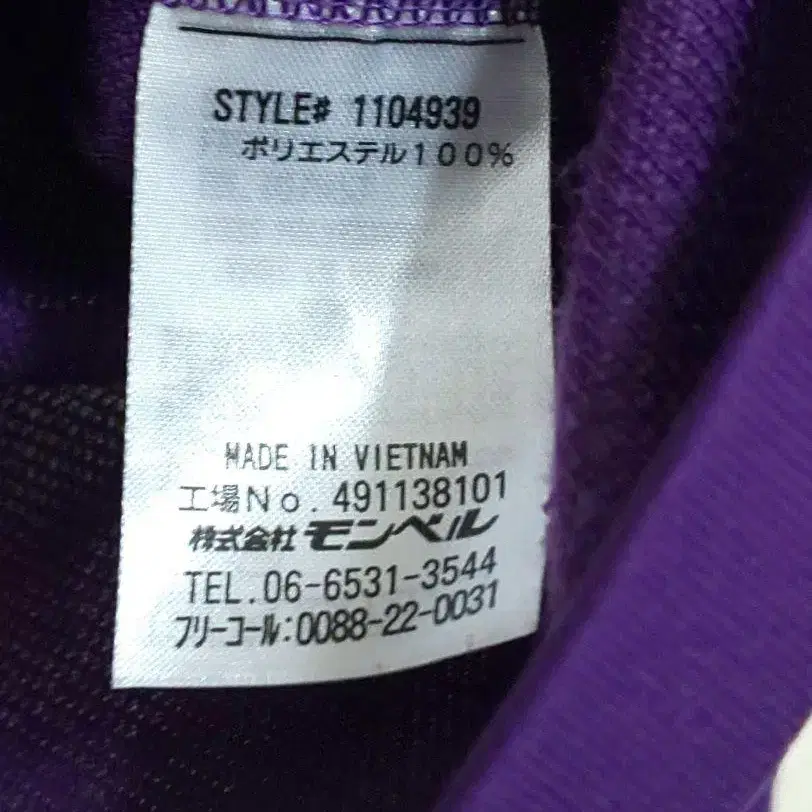 STYLE# 1104939
ポリエステル100%
MADE IN VIETNAM
工場No. 491138101
株式会社 モンベル
TEL.06-6531-3544
フリーコール:0088-22-0031